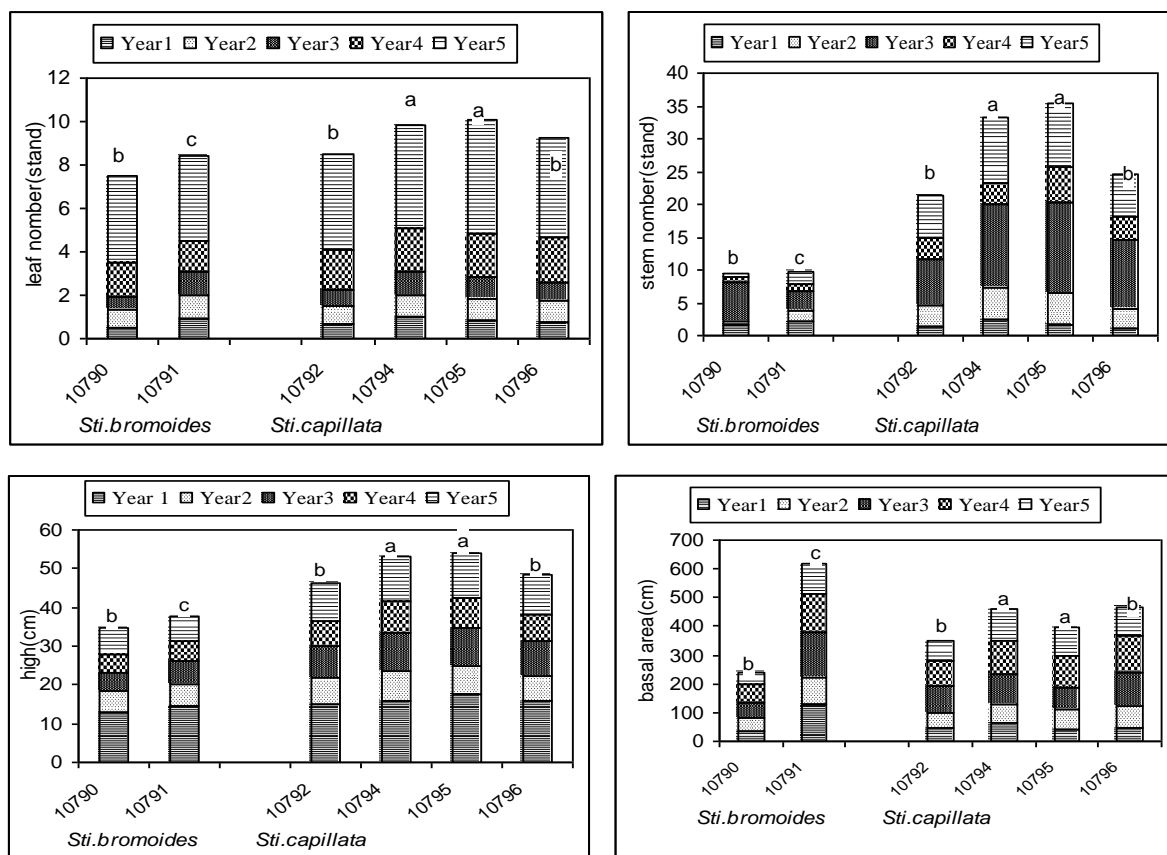 Year1 Year2 Year3 Year4 Year5
leaf nomber(stand)
12
10
8
6
4
2
0
b c b a a b
10790 10791 10792 10794 10795 10796
Sti.bromoides Sti.capillata
Year1 Year2 Year3 Year4 Year5
stem nomber(stand)
40
35
30
25
20
15
10
5
0
b c b a a b
10790 10791 10792 10794 10795 10796
Sti.bromoides Sti.capillata
Year 1 Year2 Year3 Year4 Year5
high(cm)
60
50
40
30
20
10
0
b c b a a b
10790 10791 10792 10794 10795 10796
Sti.bromoides Sti.capillata
Year1 Year2 Year3 Year4 Year5
basal area(cm)
700
600
500
400
300
200
100
0
b c b a a b
10790 10791 10792 10794 10795 10796
Sti.bromoides Sti.capillata